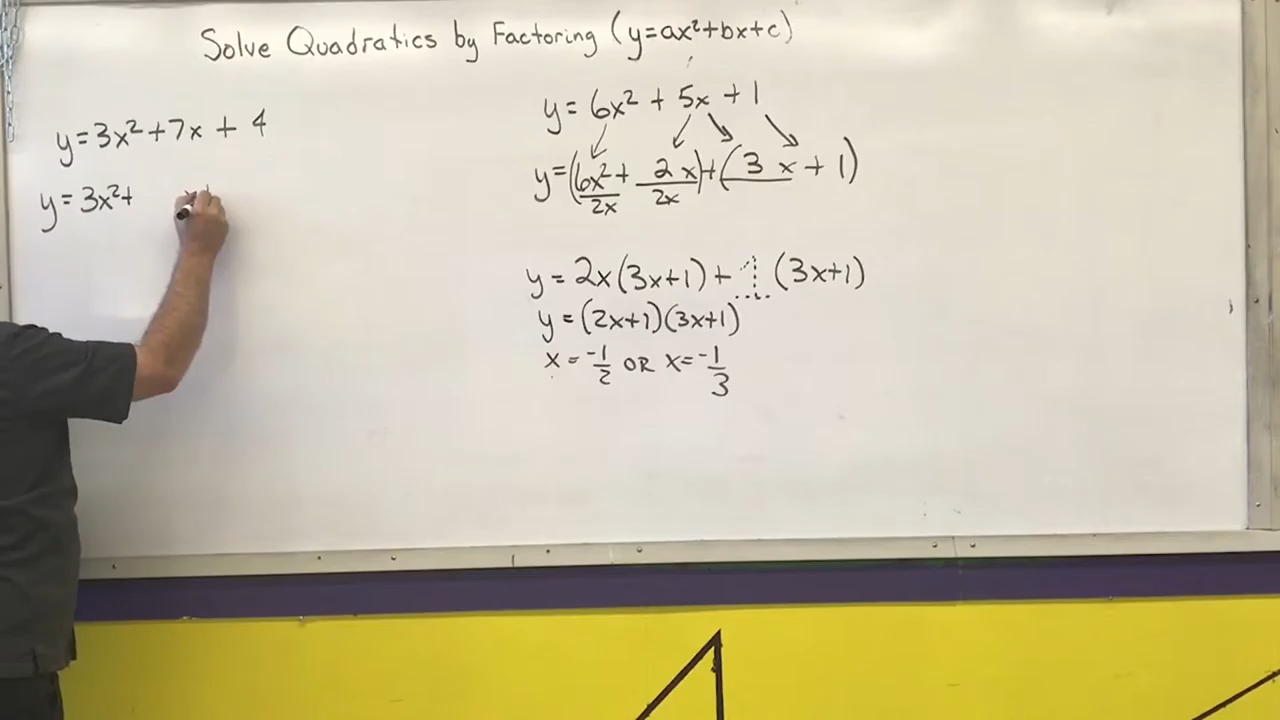 Solve Quadratics by Factoring (y=ax²+bx+c)
y=3x²+7x + 4
y = 3x²+ x+
y = 6x² + 5x + 1
y=(6x²+ 2x)+(3x + 1)
2x 2x
y = 2x(3x+1) + 1 (3x+1)
y = (2x+1)(3x+1)
x = -1/2 OR x = -1/3